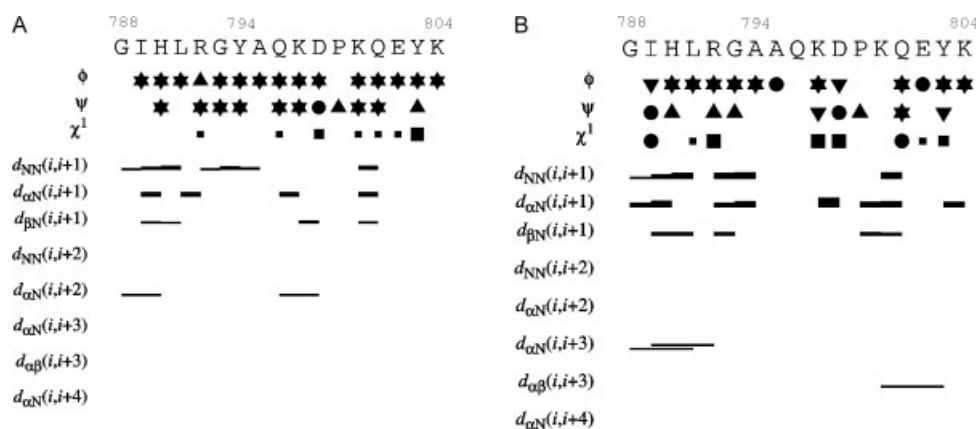 A
788 794 804
GIHLRGYAQKDPKQEYK
ϕ
ψ
χ1
dNN(i,i+1)
dαN(i,i+1)
dβN(i,i+1)
dNN(i,i+2)
dαN(i,i+2)
dαN(i,i+3)
dαβ(i,i+3)
dαN(i,i+4)
B
788 794 804
GIHLRGAAQKDPKQEYK
ϕ
ψ
χ1
dNN(i,i+1)
dαN(i,i+1)
dβN(i,i+1)
dNN(i,i+2)
dαN(i,i+2)
dαN(i,i+3)
dαβ(i,i+3)
dαN(i,i+4)